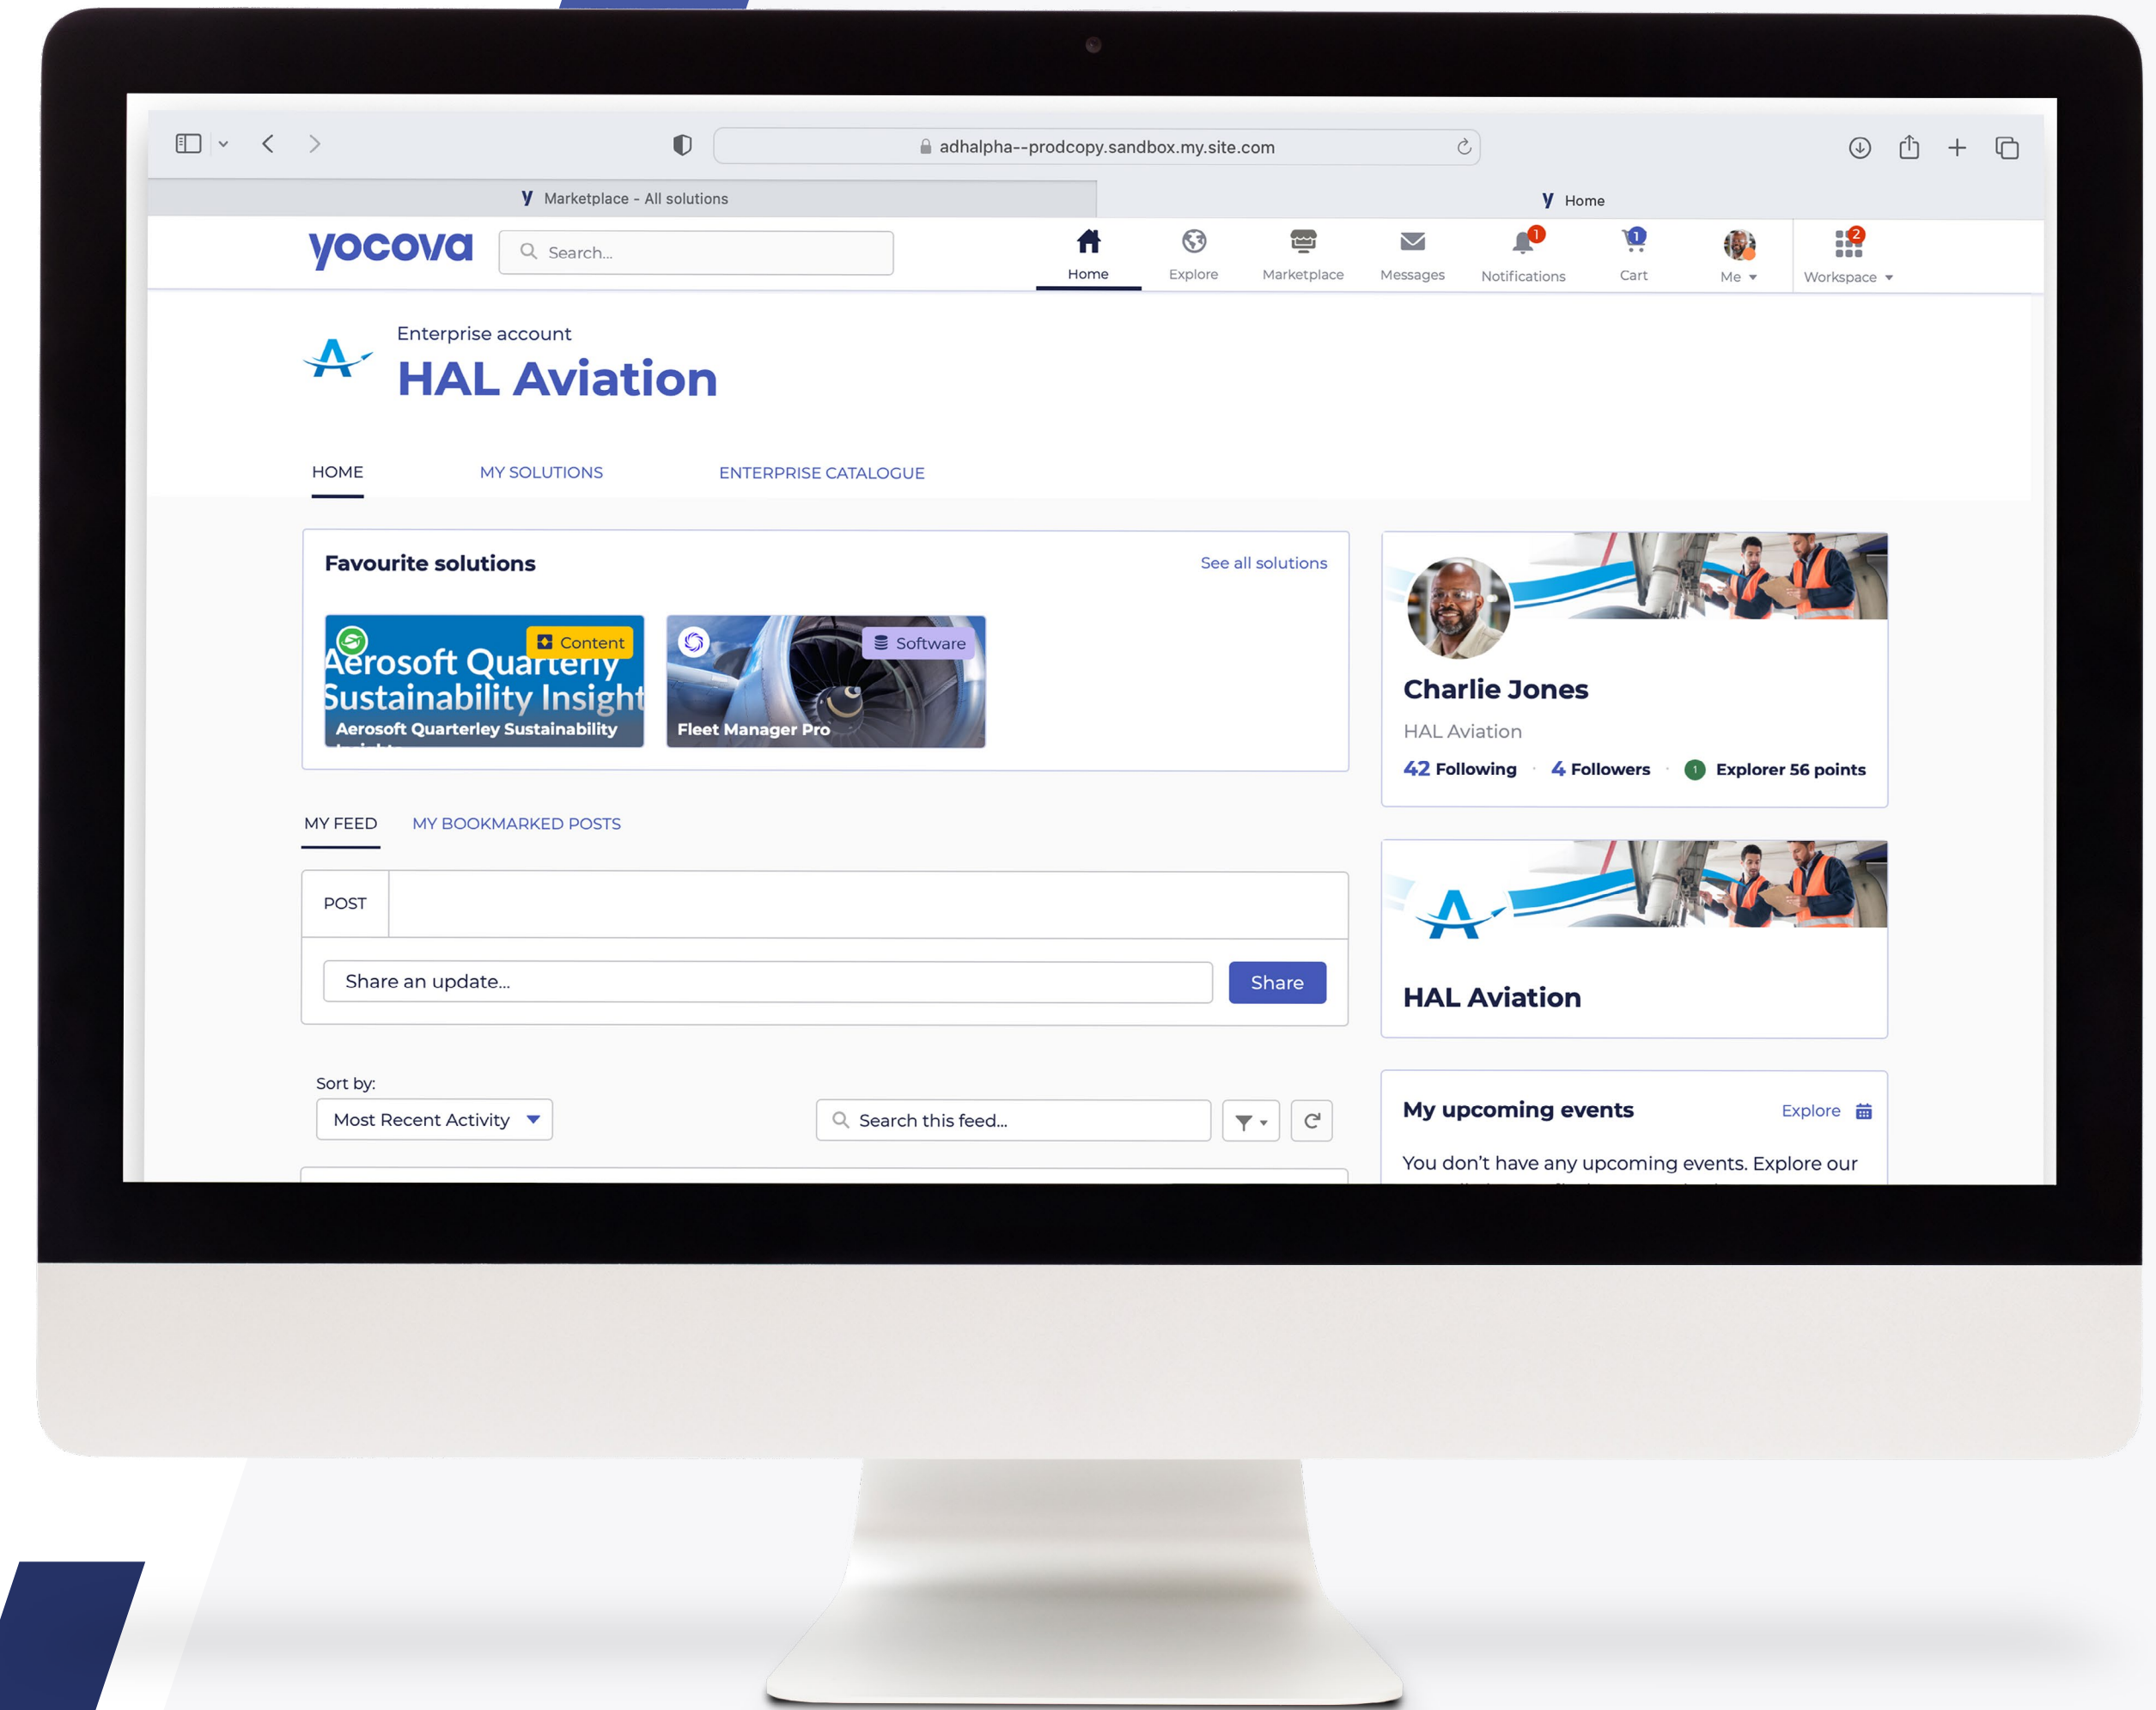 adhalpha--prodcopy.sandbox.my.site.com
y Marketplace - All solutions
y Home
yocova
Search...
Home
Explore
Marketplace
Messages
1
Notifications
1
Cart
Me
2
Workspace
Enterprise account
HAL Aviation
HOME
MY SOLUTIONS
ENTERPRISE CATALOGUE
Favourite solutions
See all solutions
Content
Aerosoft Quarterly
Sustainability Insight
Aerosoft Quarterley Sustainability
Software
Fleet Manager Pro
Charlie Jones
HAL Aviation
42 Following · 4 Followers · 1 Explorer 56 points
MY FEED
MY BOOKMARKED POSTS
POST
Share an update...
Share
HAL Aviation
Sort by:
Most Recent Activity
Search this feed...
My upcoming events
Explore
You don't have any upcoming events. Explore our